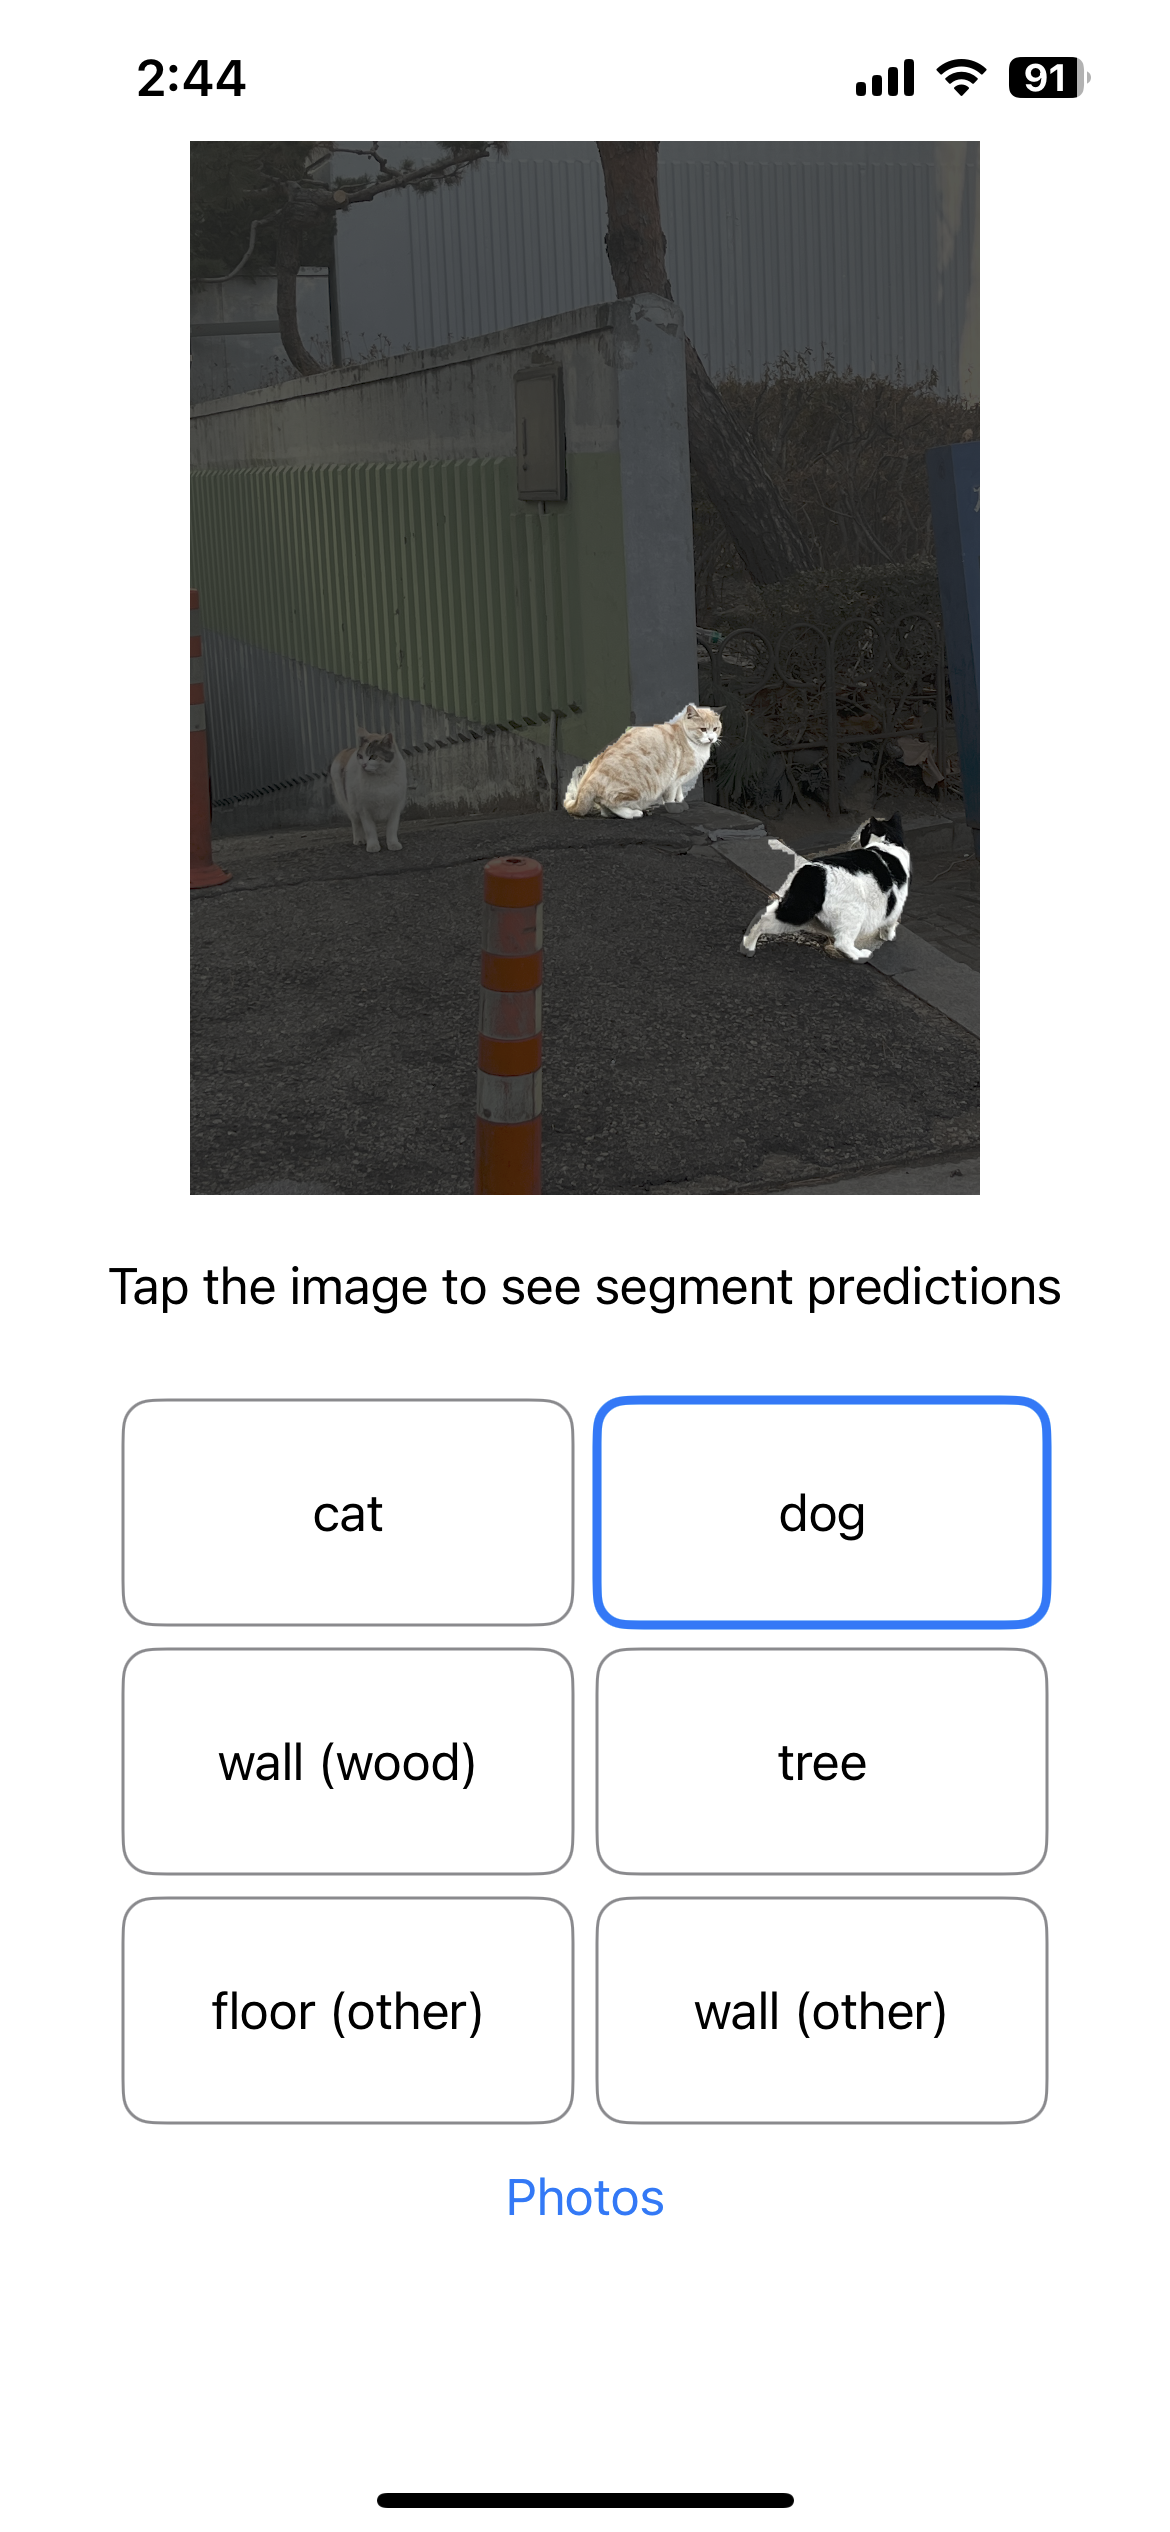 2:44
91
Tap the image to see segment predictions
cat
dog
wall (wood)
tree
floor (other)
wall (other)
Photos